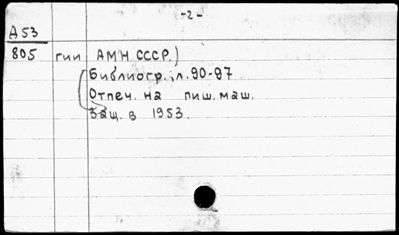 -2-
Д53
805 гии АМН СССР.)
Библиогр. л.90-97
Отпеч. на пиш. маш.
Защ. в 1953.